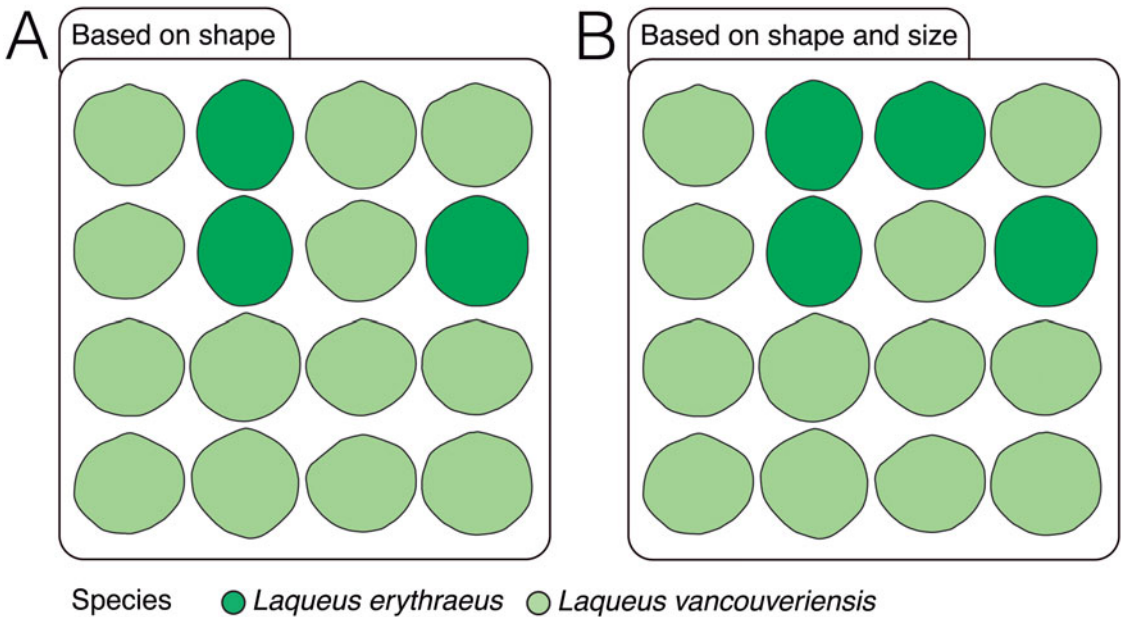 A Based on shape
B Based on shape and size
Species Laqueus erythraeus Laqueus vancouveriensis